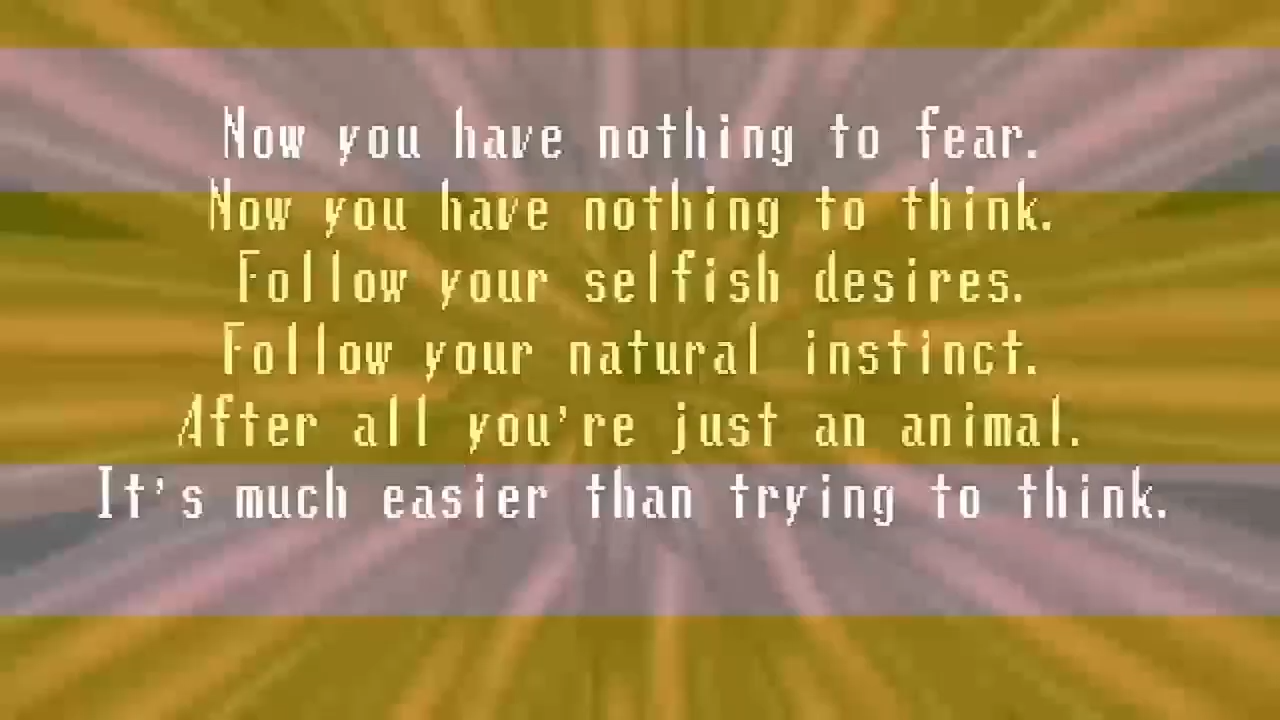 Now you have nothing to fear.
Now you have nothing to think.
Follow your selfish desires.
Follow your natural instinct.
After all you're just an animal.
It's much easier than trying to think.